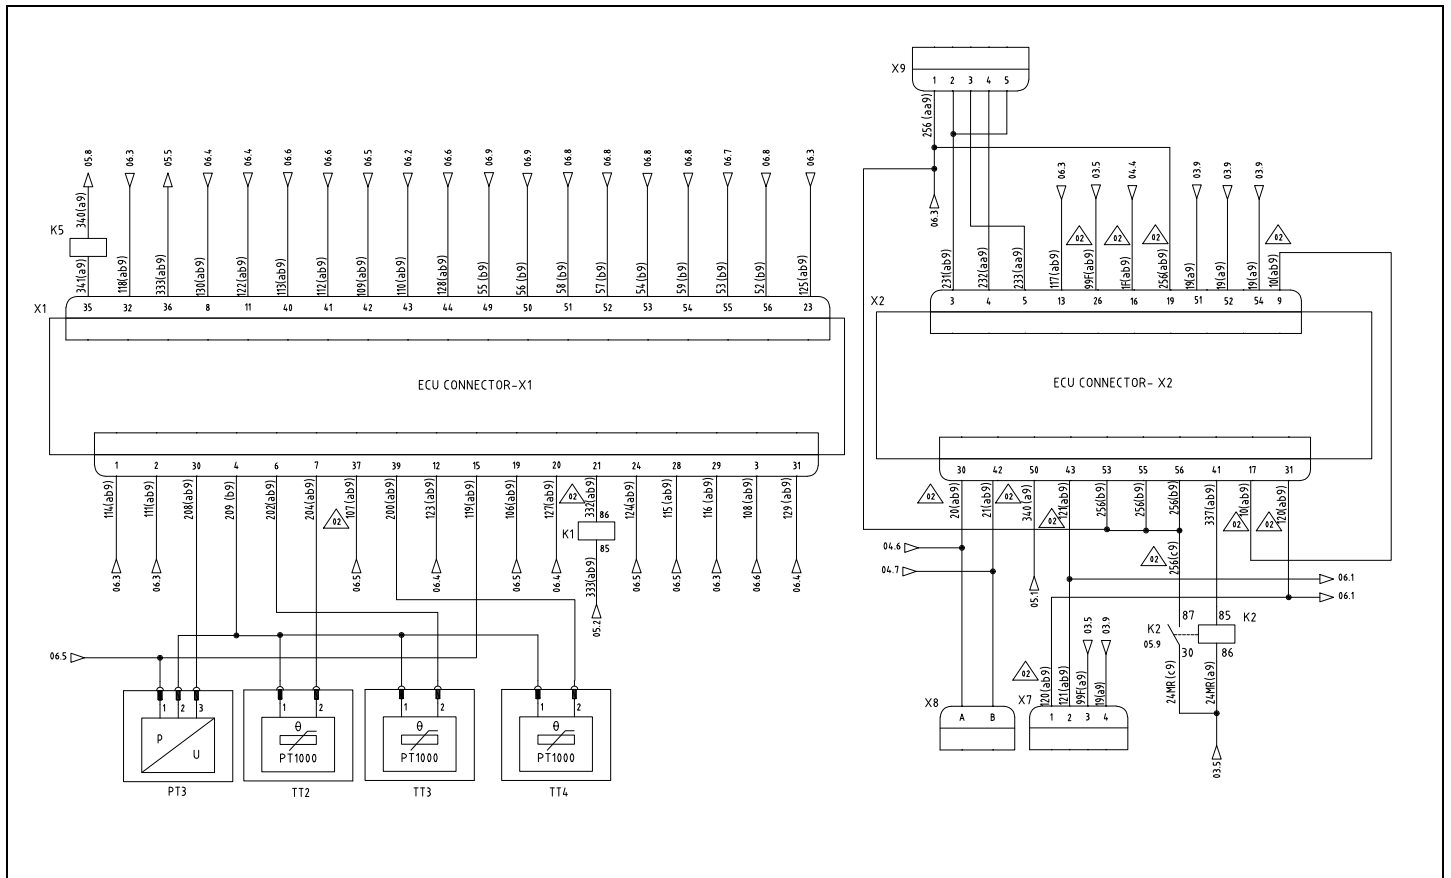 X9
1 2 3 4 5
256 (aa9)
05.8 06.3 05.5 06.4 06.4 06.6 06.6 06.5 06.2 06.6 06.9 06.9 06.8 06.8 06.8 06.8 06.7 06.8 06.3
06.3 06.3 03.5 04.4 03.9 03.9 03.9
340(a9)
K5
02 02 02 02
341(a9) 118(ab9) 333(ab9) 130(ab9) 122(ab9) 113(ab9) 112(ab9) 109(ab9) 110(ab9) 128(ab9) 55 (b9) 56 (b9) 58 (b9) 57 (b9) 54 (b9) 59 (b9) 53 (b9) 52 (b9) 125(ab9)
231(ab9) 232(aa9) 233(aa9) 117(ab9) 99F(ab9) 11F(ab9) 256(ab9) 19(a9) 19(a9) 19(a9) 10(ab9)
X1
35 32 36 8 11 40 41 42 43 44 49 50 51 52 53 54 55 56 23
X2
3 4 5 13 26 16 19 51 52 54 9
ECU CONNECTOR-X1
ECU CONNECTOR- X2
1 2 30 4 6 7 37 39 12 15 19 20 21 24 28 29 3 31
30 42 50 43 53 55 56 41 17 31
114(ab9) 111(ab9) 208(ab9) 209 (b9) 202(ab9) 204(ab9) 107(ab9) 200(ab9) 123 (ab9) 119(ab9) 106(ab9) 127(ab9) 332(ab9) 124(ab9) 115 (ab9) 116 (ab9) 108 (ab9) 129 (ab9)
20(ab9) 21(ab9) 340 (a9) 121(ab9) 256(b9) 256(b9) 256(b9) 337(ab9) 10(ab9) 120(ab9)
02 02
02 02 02 02 02
86
K1
85
333(ab9)
02
256(c9)
06.3 06.3 06.5 06.4 06.5 06.4 06.5 06.5 06.3 06.6 06.4
05.2
04.6
04.7
05.1
06.1
06.1
06.5
87 85
K2 K2
05.9
30 86
03.5 03.9
02
120(ab9) 121(ab9) 99F(a9) 19(a9)
24MR(c9) 24MR(a9)
03.5
1 2 3 1 2 1 2 1 2
X8
A B
X7
1 2 3 4
P
U
θ
PT1000
θ
PT1000
θ
PT1000
PT3 TT2 TT3 TT4